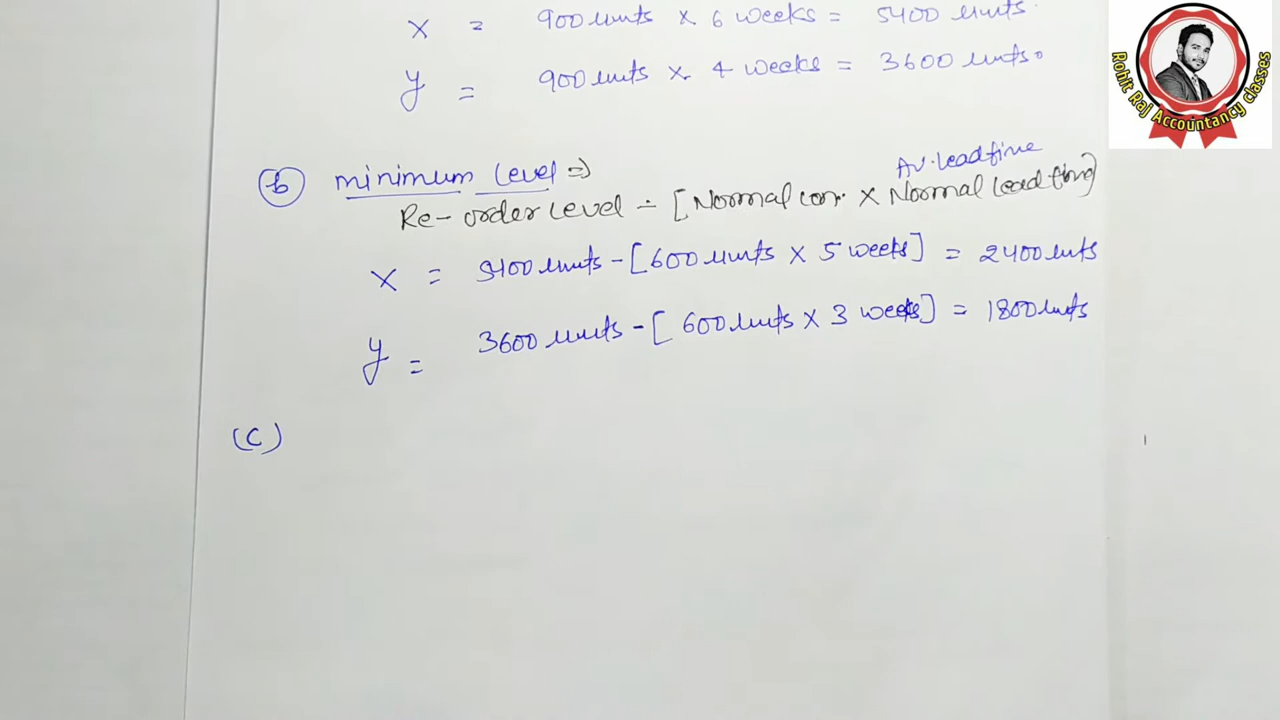 X = 900 units × 6 weeks = 5400 units.
y = 900 units × 4 weeks = 3600 units.
Rohit Raj Accountancy classes
(b) minimum Level ⇒
Av. Lead time
Re-order Level - [Normal con. × Normal Lead time]
X = 5400 units - [600 units × 5 weeks] = 2400 units
y = 3600 units - [600 units × 3 weeks] = 1800 units
(C)